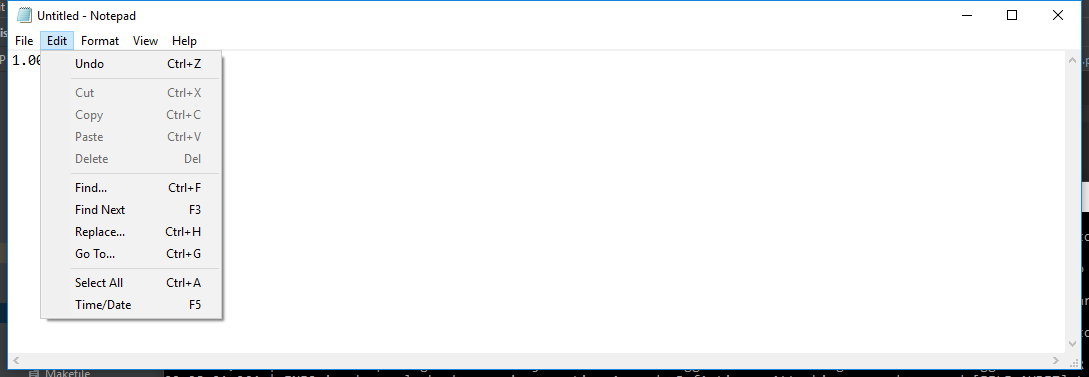 Untitled - Notepad
File Edit Format View Help
1.00
Undo Ctrl+Z
Cut Ctrl+X
Copy Ctrl+C
Paste Ctrl+V
Delete Del
Find... Ctrl+F
Find Next F3
Replace... Ctrl+H
Go To... Ctrl+G
Select All Ctrl+A
Time/Date F5
Makefile